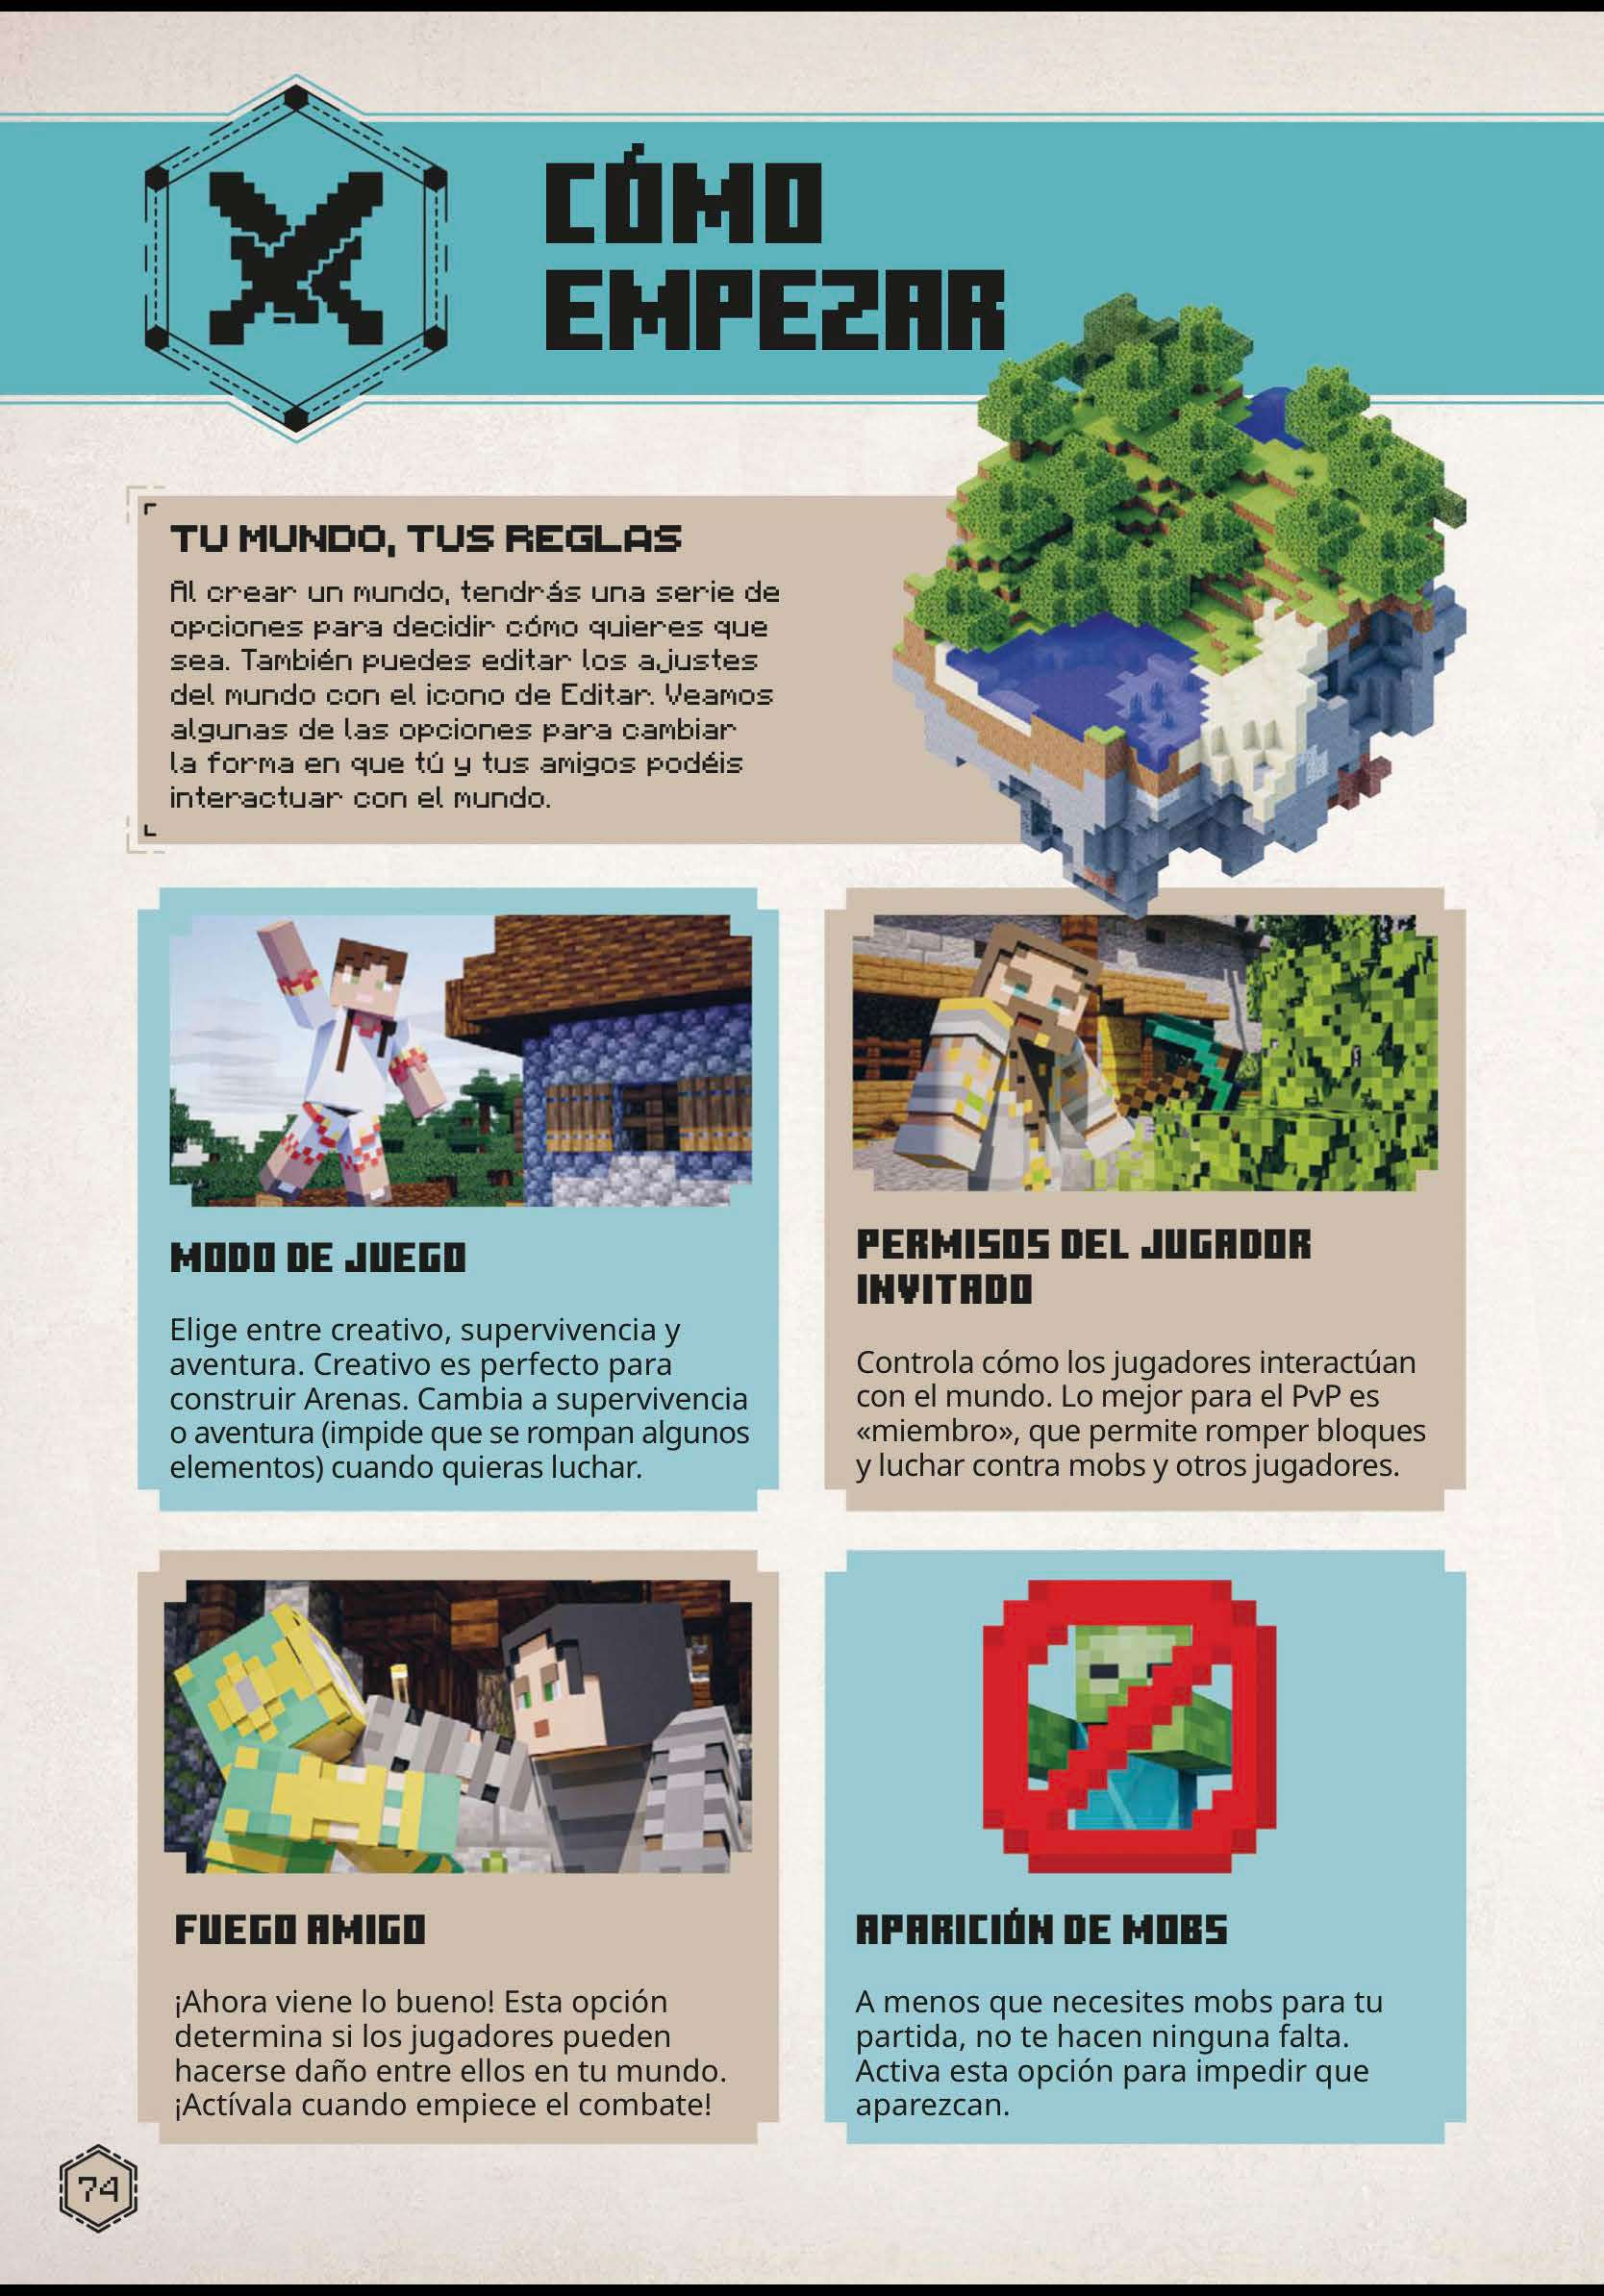 CÓMO
EMPEZAR
TU MUNDO, TUS REGLAS
Al crear un mundo, tendrás una serie de
opciones para decidir cómo quieres que
sea. También puedes editar los ajustes
del mundo con el icono de Editar. Veamos
algunas de las opciones para cambiar
la forma en que tú y tus amigos podéis
interactuar con el mundo.
MODO DE JUEGO
Elige entre creativo, supervivencia y
aventura. Creativo es perfecto para
construir Arenas. Cambia a supervivencia
o aventura (impide que se rompan algunos
elementos) cuando quieras luchar.
PERMISOS DEL JUGADOR
INVITADO
Controla cómo los jugadores interactúan
con el mundo. Lo mejor para el PvP es
«miembro», que permite romper bloques
y luchar contra mobs y otros jugadores.
FUEGO AMIGO
¡Ahora viene lo bueno! Esta opción
determina si los jugadores pueden
hacerse daño entre ellos en tu mundo.
¡Actívala cuando empiece el combate!
APARICIÓN DE MOBS
A menos que necesites mobs para tu
partida, no te hacen ninguna falta.
Activa esta opción para impedir que
aparezcan.
74